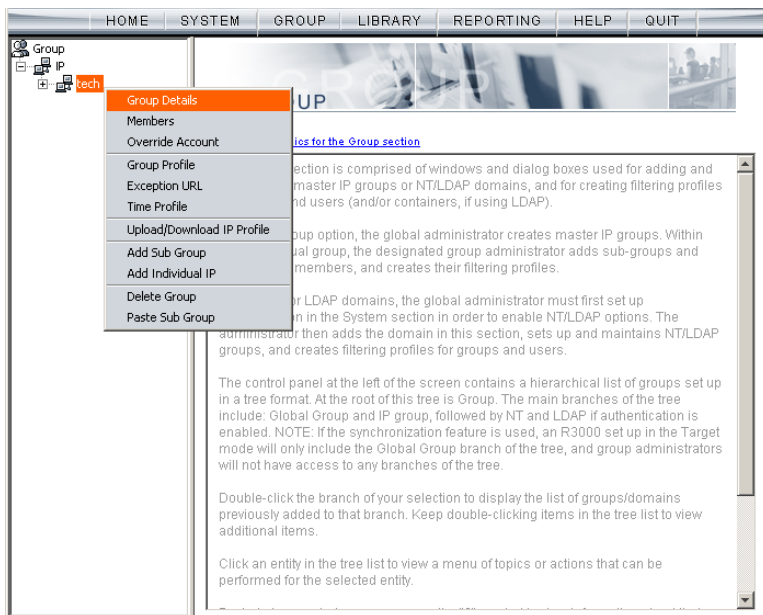 HOME SYSTEM GROUP LIBRARY REPORTING HELP QUIT
Group
IP
tech
Group Details
Members
Override Account
Group Profile
Exception URL
Time Profile
Upload/Download IP Profile
Add Sub Group
Add Individual IP
Delete Group
Paste Sub Group
GROUP
UP
ics for the Group section
ection is comprised of windows and dialog boxes used for adding and
master IP groups or NT/LDAP domains, and for creating filtering profiles
nd users (and/or containers, if using LDAP).
oup option, the global administrator creates master IP groups. Within
ual group, the designated group administrator adds sub-groups and
members, and creates their filtering profiles.
or LDAP domains, the global administrator must first set up
on in the System section in order to enable NT/LDAP options. The
administrator then adds the domain in this section, sets up and maintains NT/LDAP
groups, and creates filtering profiles for groups and users.
The control panel at the left of the screen contains a hierarchical list of groups set up
in a tree format. At the root of this tree is Group. The main branches of the tree
include: Global Group and IP group, followed by NT and LDAP if authentication is
enabled. NOTE: If the synchronization feature is used, an R3000 set up in the Target
mode will only include the Global Group branch of the tree, and group administrators
will not have access to any branches of the tree.
Double-click the branch of your selection to display the list of groups/domains
previously added to that branch. Keep double-clicking items in the tree list to view
additional items.
Click an entity in the tree list to view a menu of topics or actions that can be
performed for the selected entity.